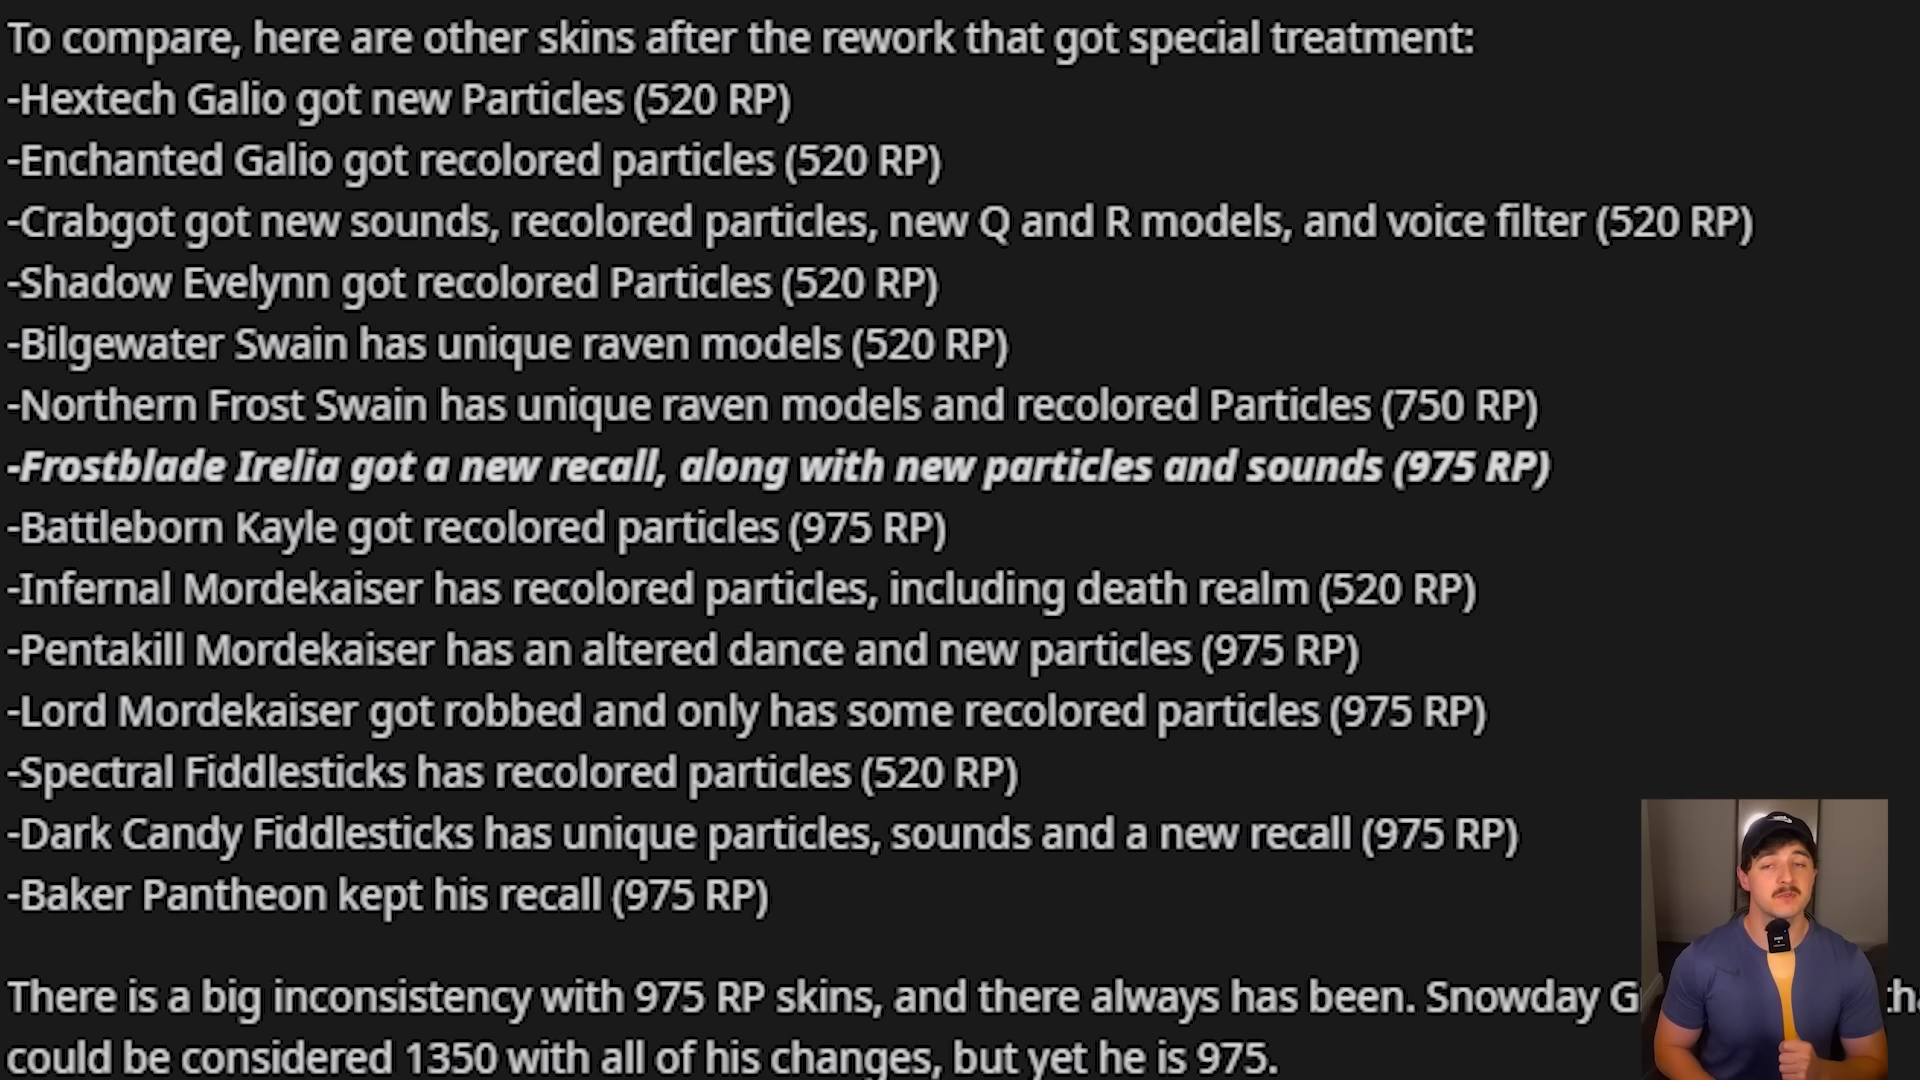 To compare, here are other skins after the rework that got special treatment:
-Hextech Galio got new Particles (520 RP)
-Enchanted Galio got recolored particles (520 RP)
-Crabgot got new sounds, recolored particles, new Q and R models, and voice filter (520 RP)
-Shadow Evelynn got recolored Particles (520 RP)
-Bilgewater Swain has unique raven models (520 RP)
-Northern Frost Swain has unique raven models and recolored Particles (750 RP)
-Frostblade Irelia got a new recall, along with new particles and sounds (975 RP)
-Battleborn Kayle got recolored particles (975 RP)
-Infernal Mordekaiser has recolored particles, including death realm (520 RP)
-Pentakill Mordekaiser has an altered dance and new particles (975 RP)
-Lord Mordekaiser got robbed and only has some recolored particles (975 RP)
-Spectral Fiddlesticks has recolored particles (520 RP)
-Dark Candy Fiddlesticks has unique particles, sounds and a new recall (975 RP)
-Baker Pantheon kept his recall (975 RP)
There is a big inconsistency with 975 RP skins, and there always has been. Snowday
could be considered 1350 with all of his changes, but yet he is 975.